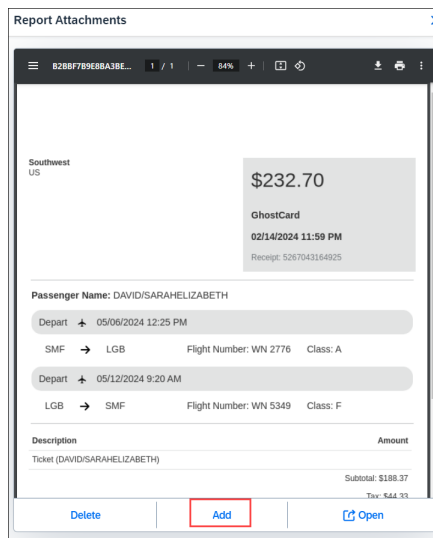 Report Attachments
B2BBF7B9E8BA3BE... 1 / 1 84%
Southwest
US
$232.70
GhostCard
02/14/2024 11:59 PM
Receipt: 5267043164925
Passenger Name: DAVID/SARAHELIZABETH
Depart 05/06/2024 12:25 PM
SMF → LGB Flight Number: WN 2776 Class: A
Depart 05/12/2024 9:20 AM
LGB → SMF Flight Number: WN 5349 Class: F
Description Amount
Ticket (DAVID/SARAHELIZABETH)
Subtotal: $188.37
Tax: $44.33
Delete Add Open